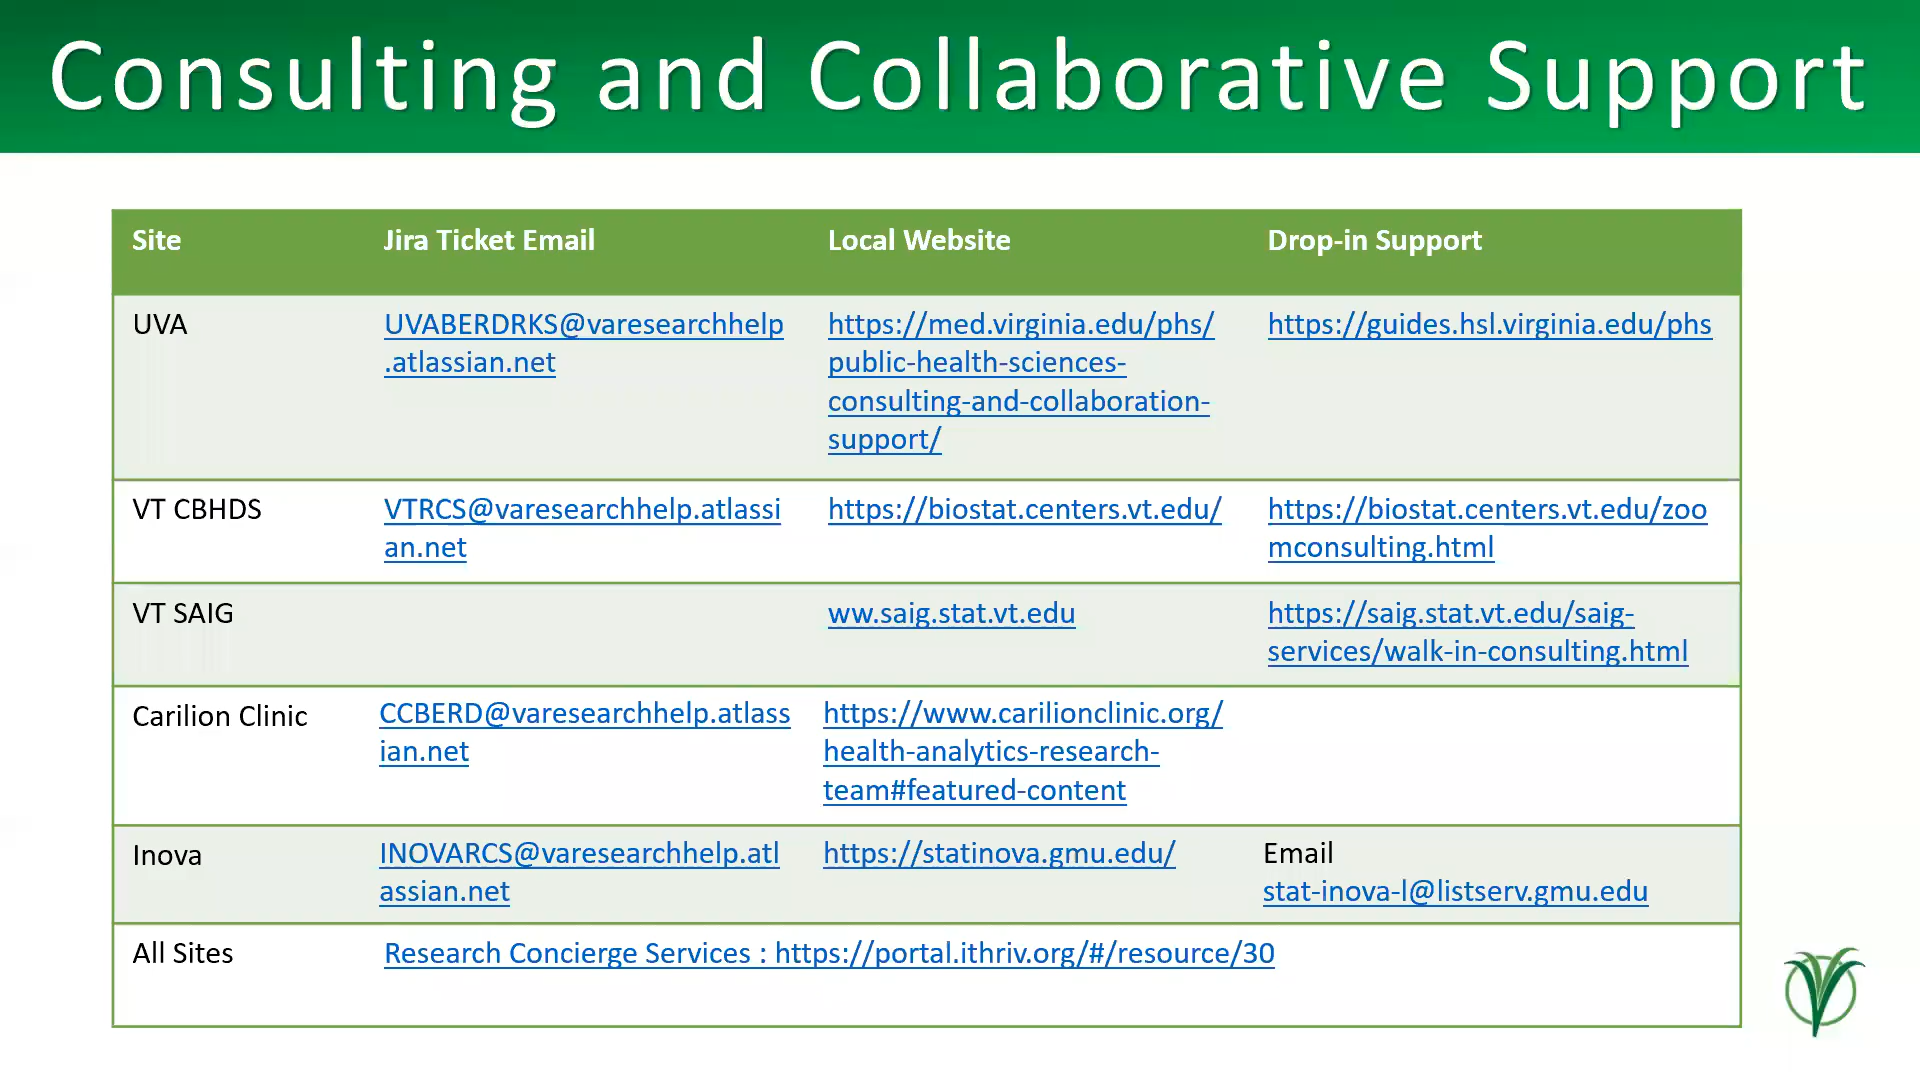 Consulting and Collaborative Support
Site Jira Ticket Email Local Website Drop-in Support
UVA
UVABERDRKS@varesearchhelp
.atlassian.net
https://med.virginia.edu/phs/
public-health-sciences-
consulting-and-collaboration-
support/
https://guides.hsl.virginia.edu/phs
VT CBHDS
VTRCS@varesearchhelp.atlassi
an.net
https://biostat.centers.vt.edu/
https://biostat.centers.vt.edu/zoo
mconsulting.html
VT SAIG
ww.saig.stat.vt.edu
https://saig.stat.vt.edu/saig-
services/walk-in-consulting.html
Carilion Clinic
CCBERD@varesearchhelp.atlass
ian.net
https://www.carilionclinic.org/
health-analytics-research-
team#featured-content
Inova
INOVARCS@varesearchhelp.atl
assian.net
https://statinova.gmu.edu/
Email
stat-inova-l@listserv.gmu.edu
All Sites
Research Concierge Services : https://portal.ithriv.org/#/resource/30